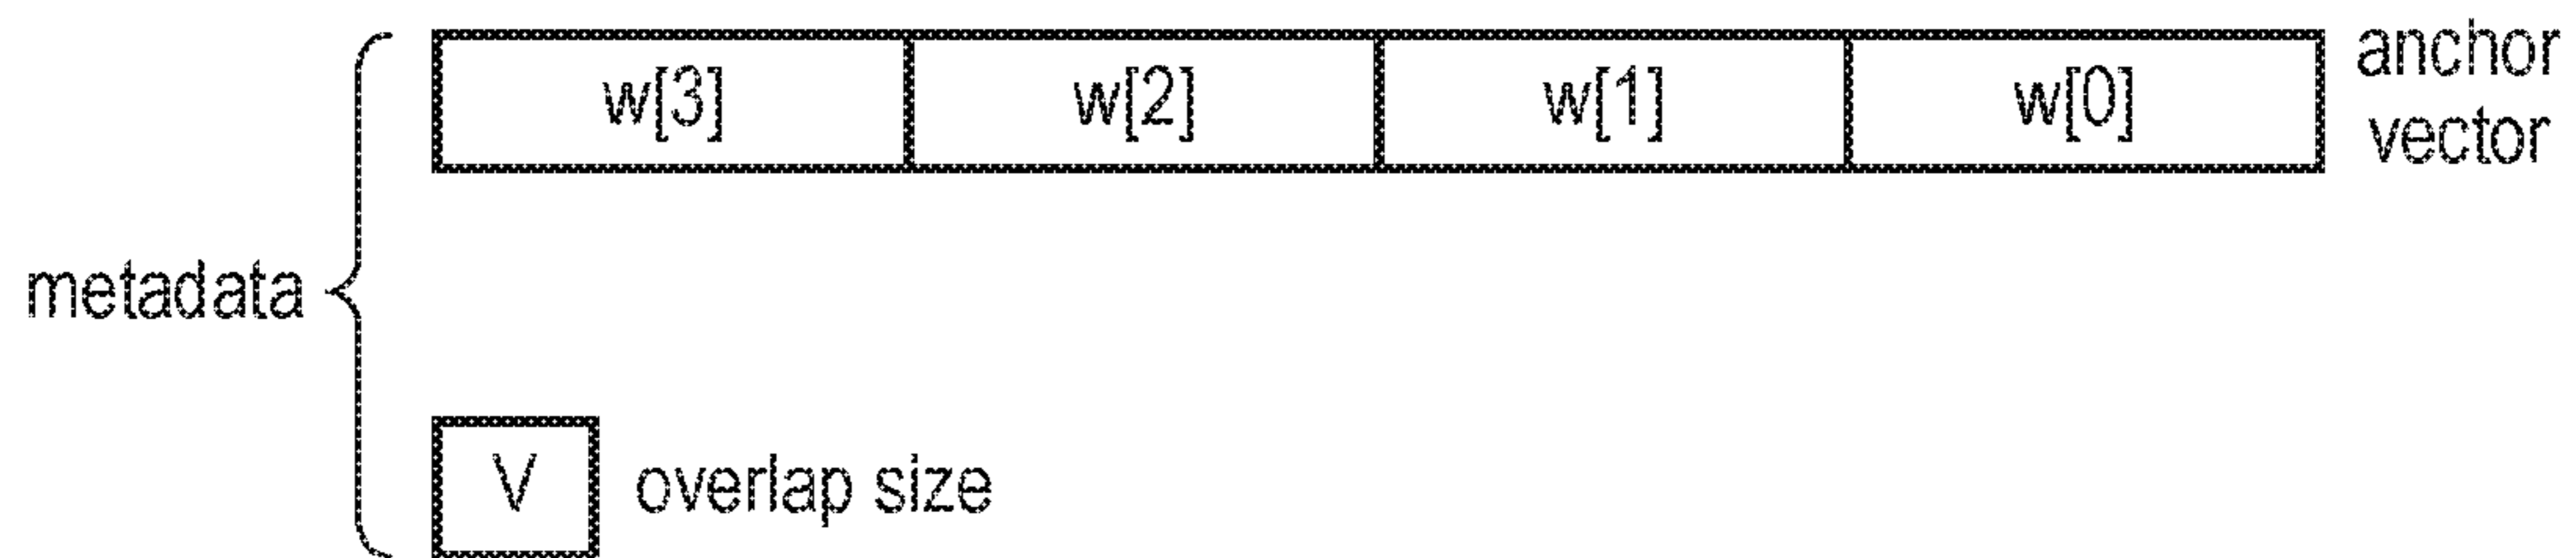 w[3] w[2] w[1] w[0] anchor
vector
metadata
V overlap size